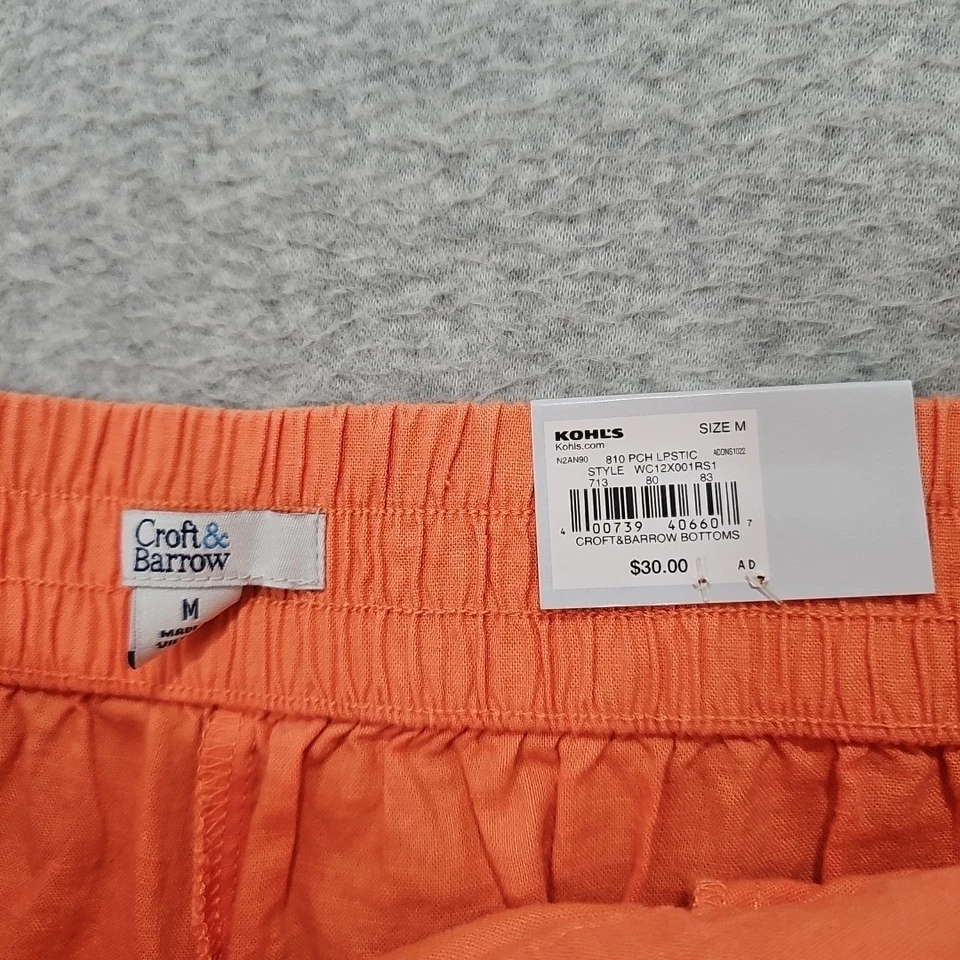 KOHL'S
Kohls.com
SIZE M
N2AN90 810 PCH LPSTIC ADDNS1022
STYLE WC12X001RS1
713 80 83
4 00739 40660 7
CROFT&BARROW BOTTOMS
$30.00 A D
Croft&
Barrow
M